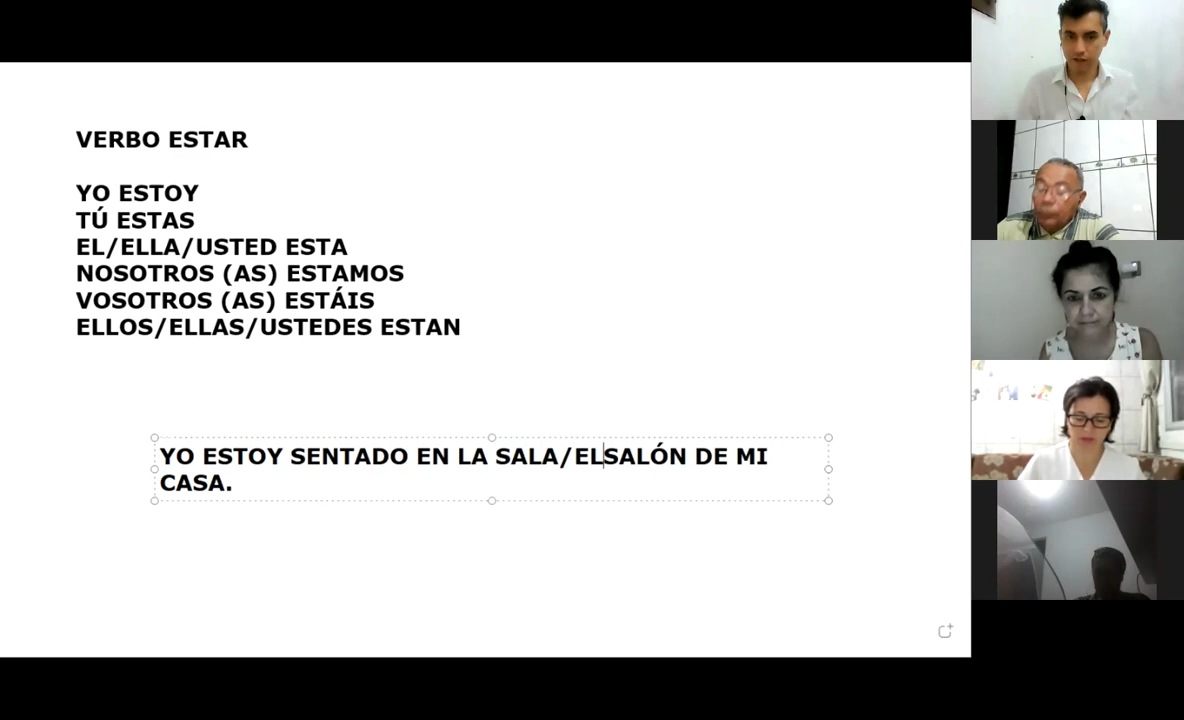 VERBO ESTAR
YO ESTOY
TÚ ESTAS
EL/ELLA/USTED ESTA
NOSOTROS (AS) ESTAMOS
VOSOTROS (AS) ESTÁIS
ELLOS/ELLAS/USTEDES ESTAN
YO ESTOY SENTADO EN LA SALA/ELSALÓN DE MI
CASA.